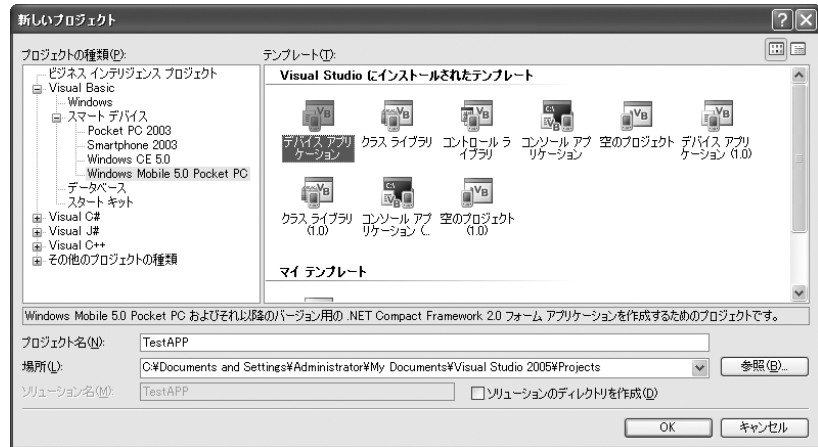 新しいプロジェクト
プロジェクトの種類(P):
ビジネス インテリジェンス プロジェクト
Visual Basic
Windows
スマート デバイス
Pocket PC 2003
Smartphone 2003
Windows CE 5.0
Windows Mobile 5.0 Pocket PC
データベース
スタート キット
Visual C#
Visual J#
Visual C++
その他のプロジェクトの種類
テンプレート(T):
Visual Studio にインストールされたテンプレート
デバイス アプリケーション
クラス ライブラリ
コントロール ライブラリ
コンソール アプリケーション
空のプロジェクト
デバイス アプリケーション (1.0)
クラス ライブラリ (1.0)
コンソール アプリケーション (...
空のプロジェクト (1.0)
マイ テンプレート
Windows Mobile 5.0 Pocket PC およびそれ以降のバージョン用の .NET Compact Framework 2.0 フォーム アプリケーションを作成するためのプロジェクトです。
プロジェクト名(N):
TestAPP
場所(L):
C:¥Documents and Settings¥Administrator¥My Documents¥Visual Studio 2005¥Projects
参照(B)...
ソリューション名(M):
TestAPP
ソリューションのディレクトリを作成(D)
OK
キャンセル